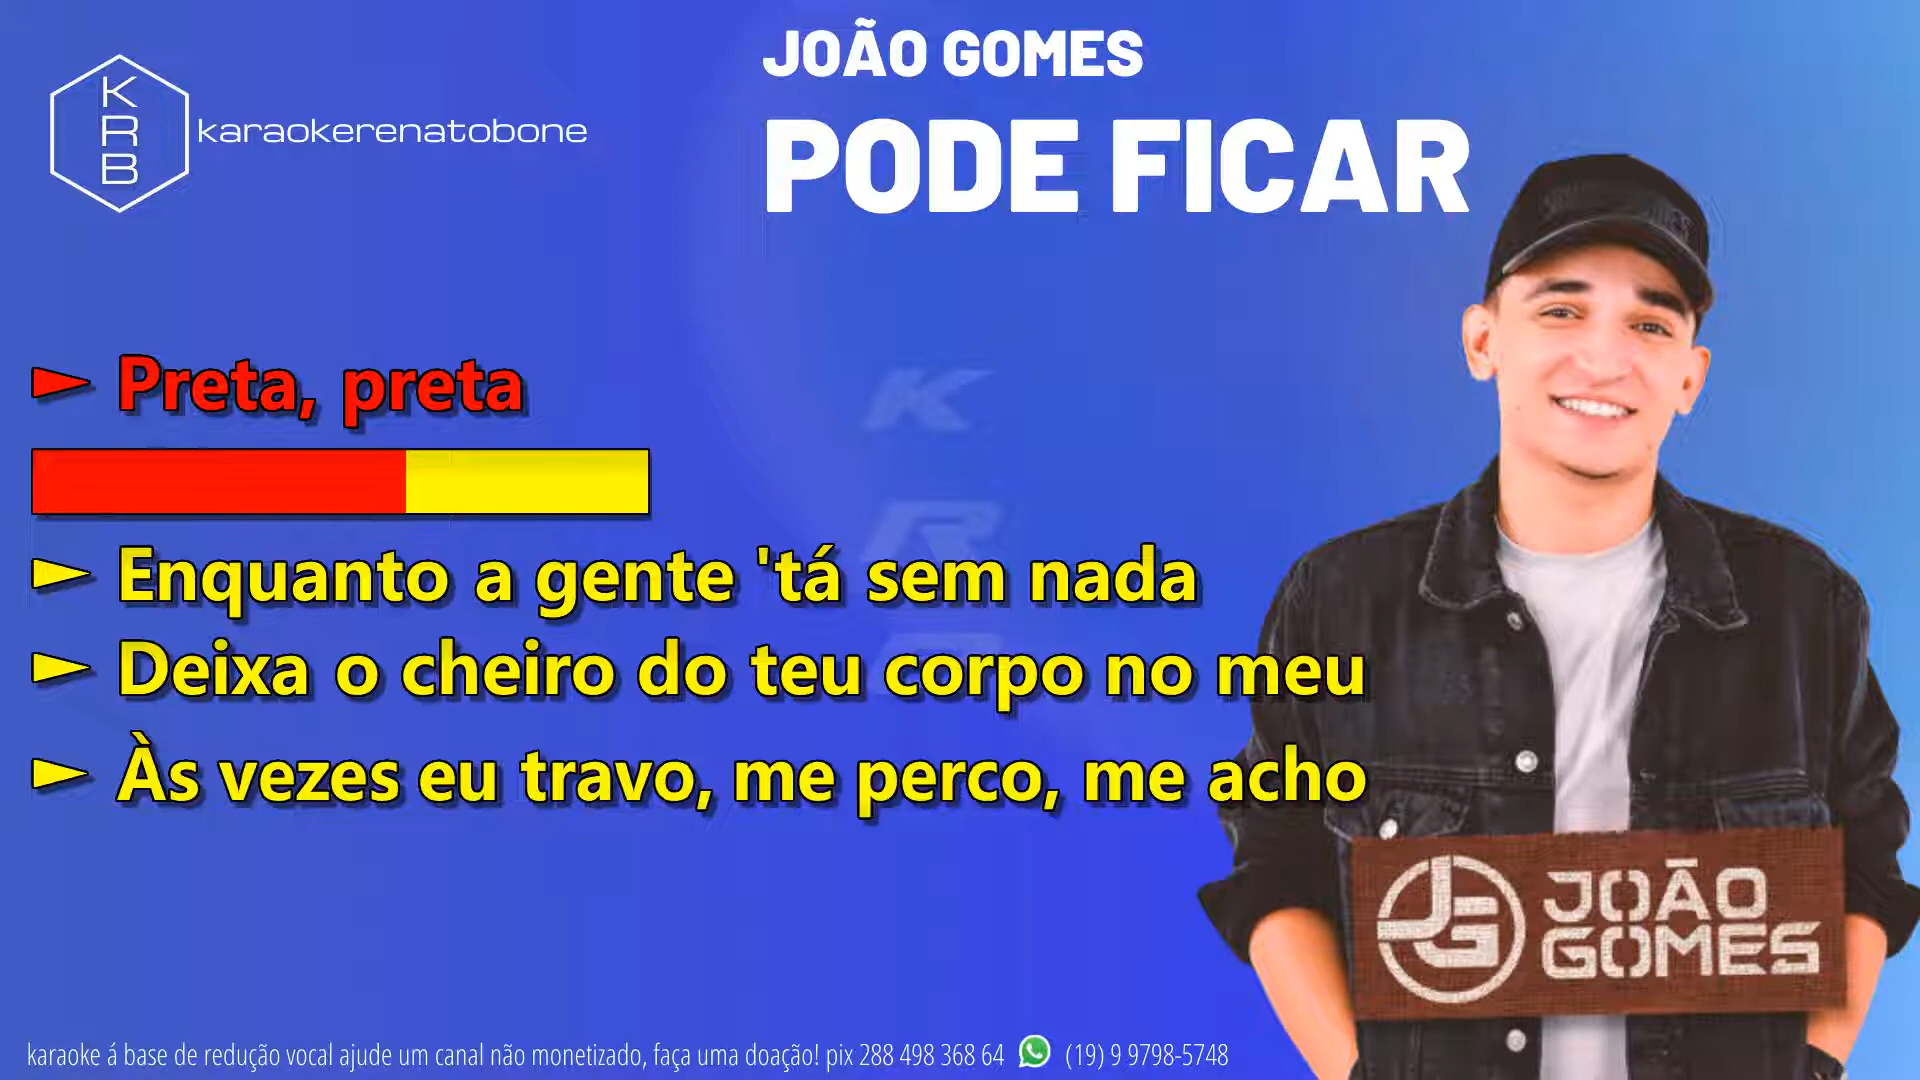 JOÃO GOMES
PODE FICAR
KRB
karaokerenatobone
► Preta, preta
► Enquanto a gente 'tá sem nada
► Deixa o cheiro do teu corpo no meu
► Às vezes eu travo, me perco, me acho
K
R
B
JG
JOÃO
GOMES
karaoke á base de redução vocal ajude um canal não monetizado, faça uma doação! pix 288 498 368 64 (19) 9 9798-5748